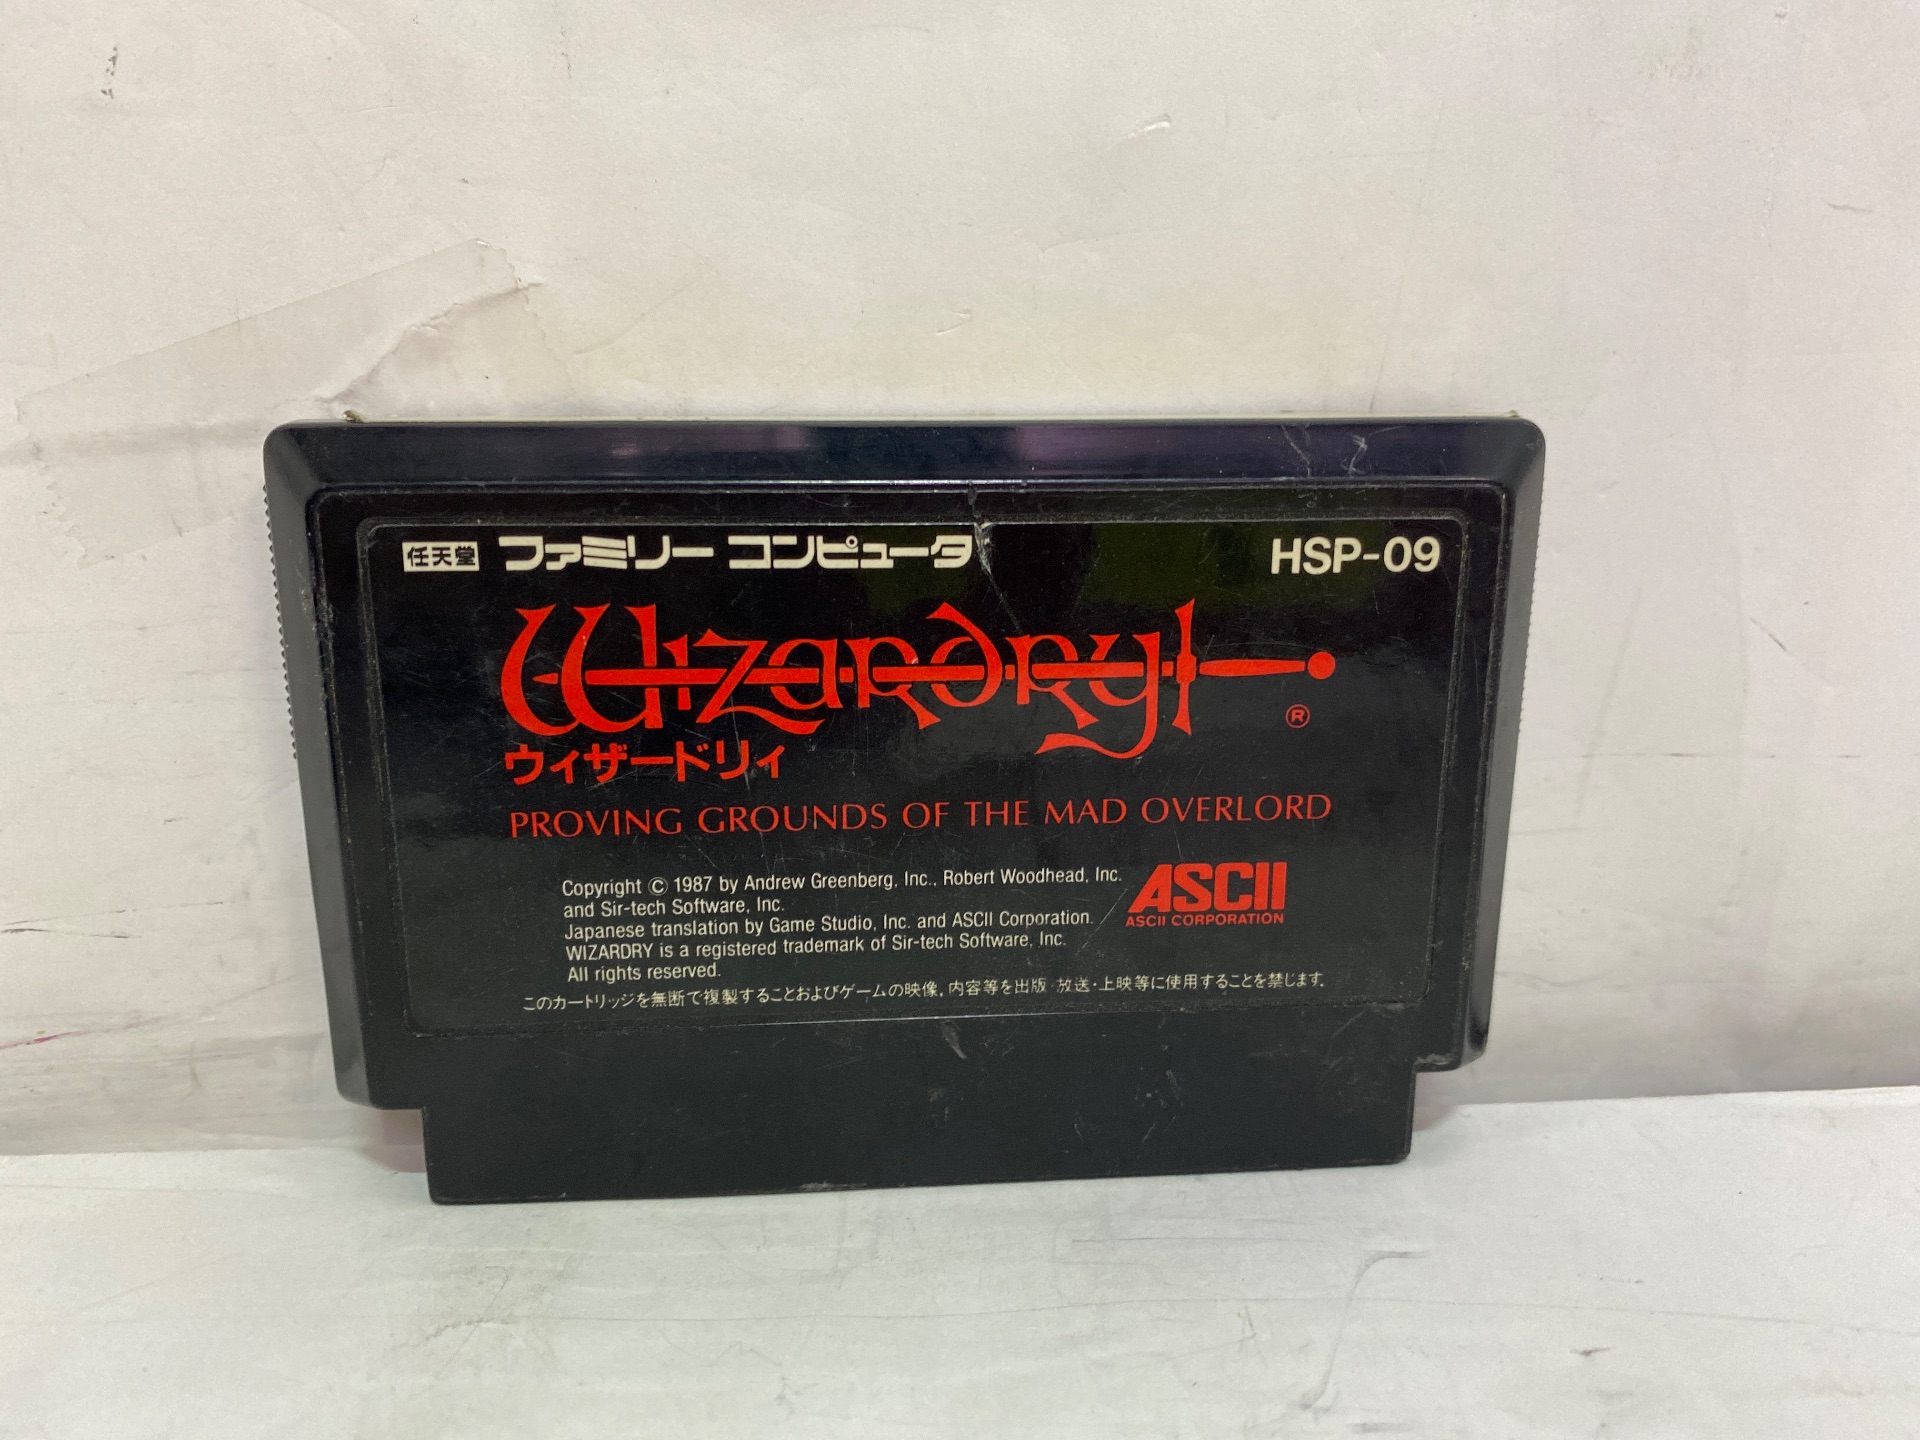 任天堂 ファミリー コンピュータ HSP-09
Wizardry ®
ウィザードリィ
PROVING GROUNDS OF THE MAD OVERLORD
Copyright © 1987 by Andrew Greenberg, Inc., Robert Woodhead, Inc.
and Sir-tech Software, Inc.
Japanese translation by Game Studio, Inc. and ASCII Corporation.
WIZARDRY is a registered trademark of Sir-tech Software, Inc.
All rights reserved.
ASCII
ASCII CORPORATION
このカートリッジを無断で複製することおよびゲームの映像, 内容等を出版・放送・上映等に使用することを禁じます.